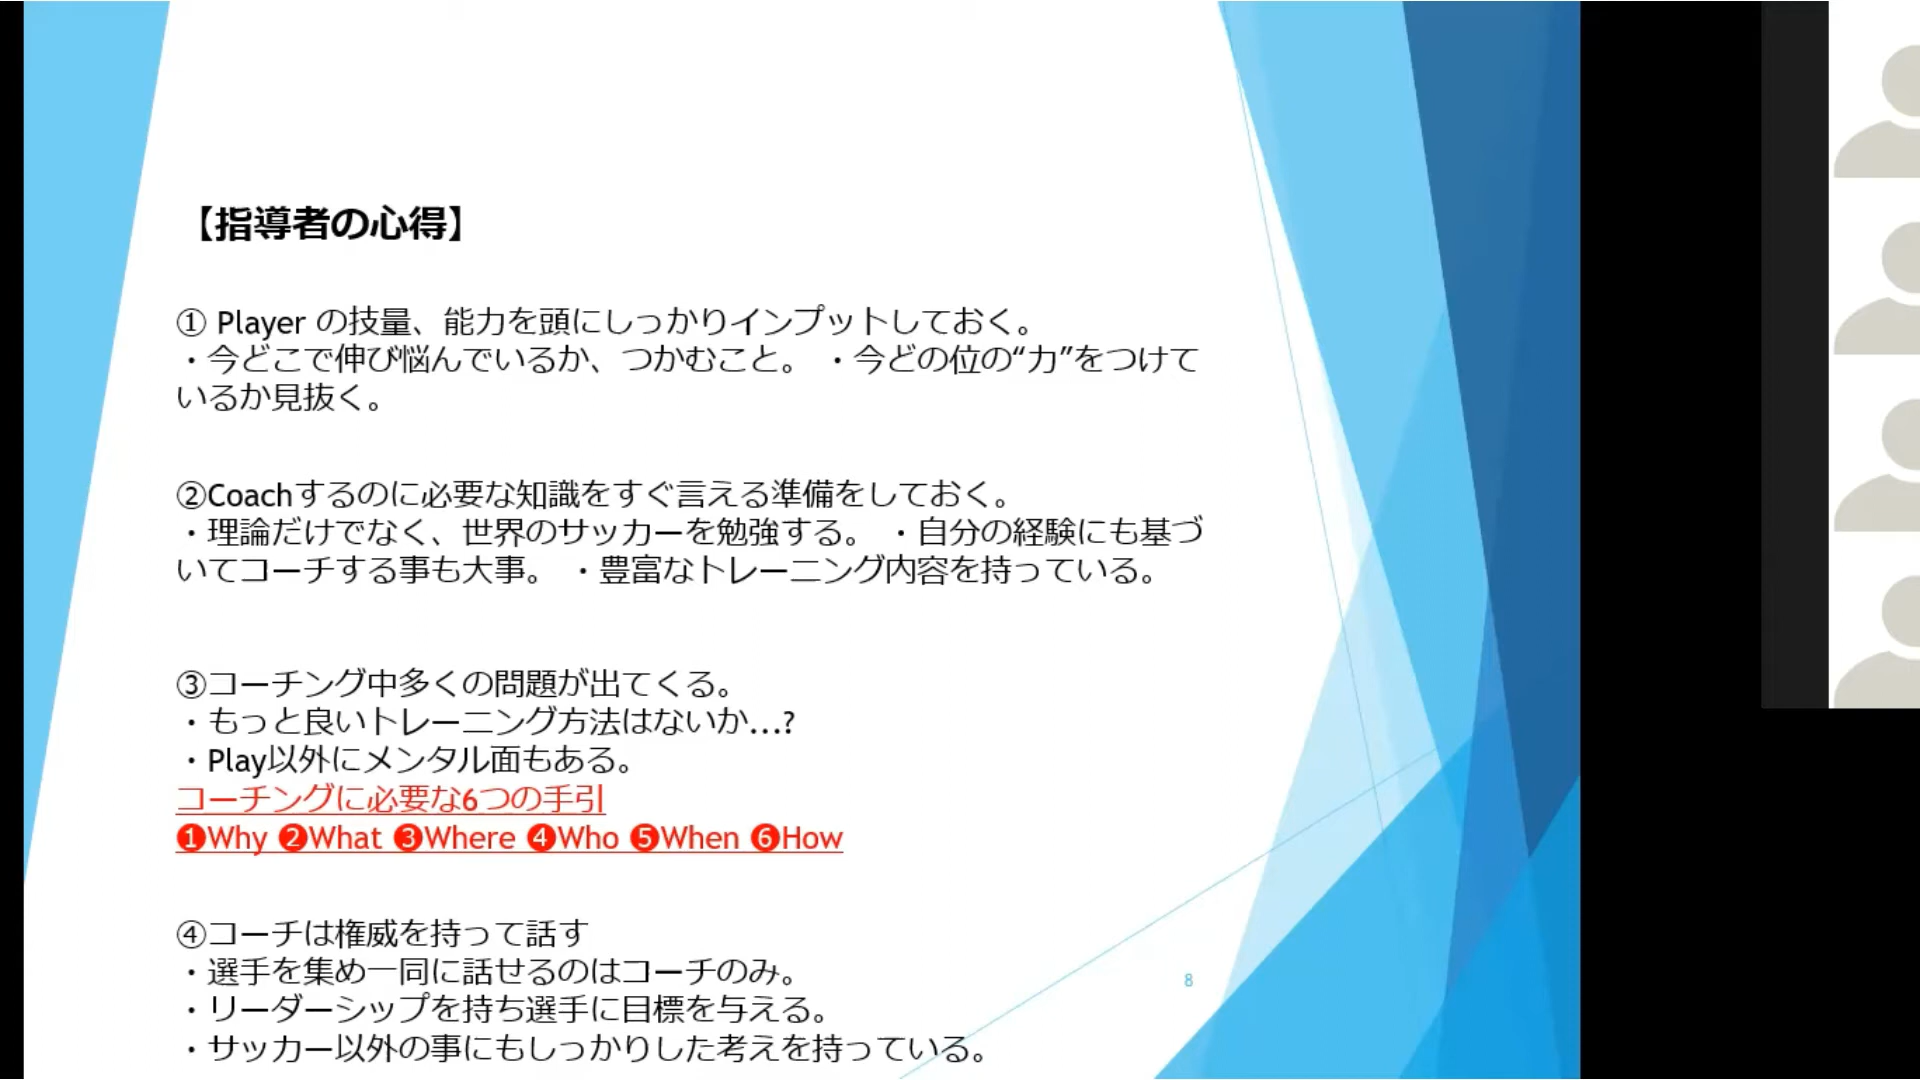 【指導者の心得】
① Player の技量、能力を頭にしっかりインプットしておく。
・今どこで伸び悩んでいるか、つかむこと。 ・今どの位の“力”をつけて
いるか見抜く。
②Coachするのに必要な知識をすぐ言える準備をしておく。
・理論だけでなく、世界のサッカーを勉強する。 ・自分の経験にも基づ
いてコーチする事も大事。 ・豊富なトレーニング内容を持っている。
③コーチング中多くの問題が出てくる。
・もっと良いトレーニング方法はないか…?
・Play以外にメンタル面もある。
コーチングに必要な6つの手引
❶Why ❷What ❸Where ❹Who ❺When ❻How
④コーチは権威を持って話す
・選手を集め一同に話せるのはコーチのみ。
・リーダーシップを持ち選手に目標を与える。
・サッカー以外の事にもしっかりした考えを持っている。
8